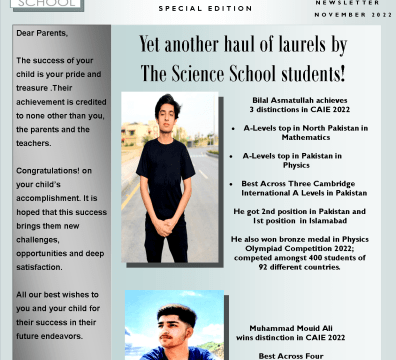 SCHOOL
SPECIAL EDITION
NEWSLETTER
NOVEMBER 2022
Dear Parents,
The success of your
child is your pride and
treasure .Their
achievement is credited
to none other than you,
the parents and the
teachers.
Congratulations! on
your child's
accomplishment. It is
hoped that this success
brings them new
challenges,
opportunities and deep
satisfaction.
All our best wishes to
you and your child for
their success in their
future endeavors.
Yet another haul of laurels by
The Science School students!
Bilal Asmatullah achieves
3 distinctions in CAIE 2022
• A-Levels top in North Pakistan in
Mathematics
• A-Levels top in Pakistan in
Physics
• Best Across Three Cambridge
International A Levels in Pakistan
He got 2nd position in Pakistan and
1st position in Islamabad
He also won bronze medal in Physics
Olympiad Competition 2022;
competed amongst 400 students of
92 different countries.
Muhammad Mould Ali
wins distinction in CAIE 2022
Best Across Four